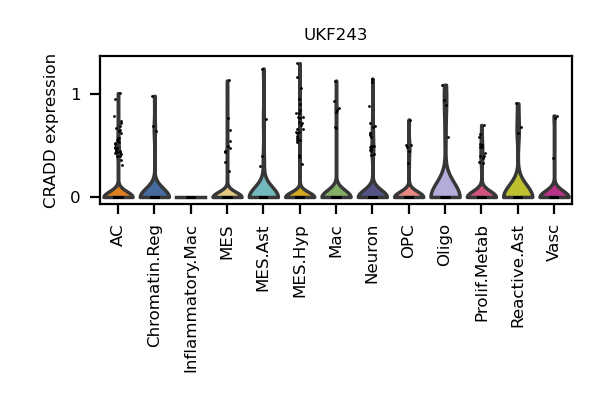 UKF243
CRADD expression
1
0
AC
Chromatin.Reg
Inflammatory.Mac
MES
MES.Ast
MES.Hyp
Mac
Neuron
OPC
Oligo
Prolif.Metab
Reactive.Ast
Vasc